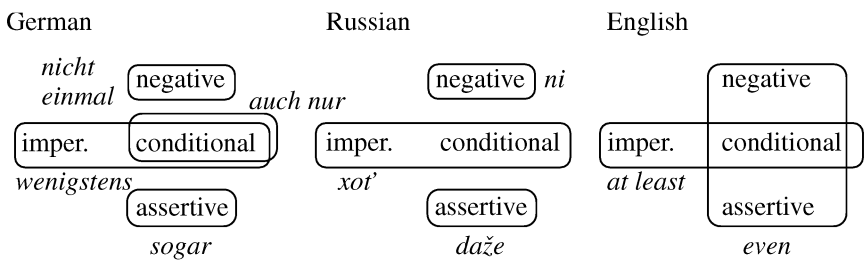 German Russian English
nicht
einmal negative negative ni negative
auch nur
imper. conditional imper. conditional imper. conditional
wenigstens xot’ at least
assertive assertive assertive
sogar daže even